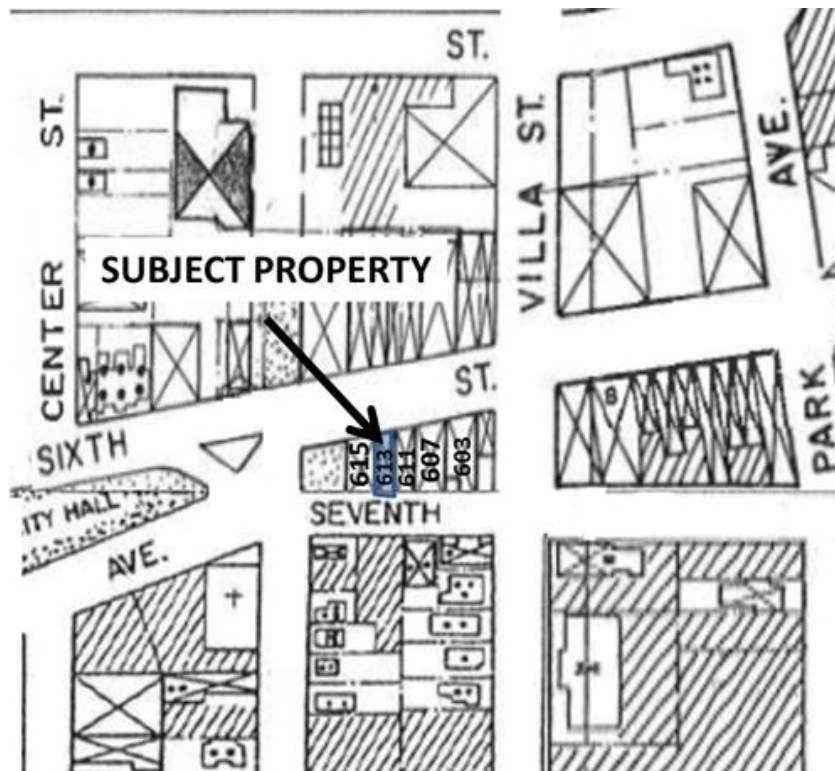 ST.
ST.
VILLA ST.
AVE.
SUBJECT PROPERTY
CENTER
ST.
PARK
8
SIXTH
615
613
611
607
603
ITY HALL
SEVENTH
AVE.